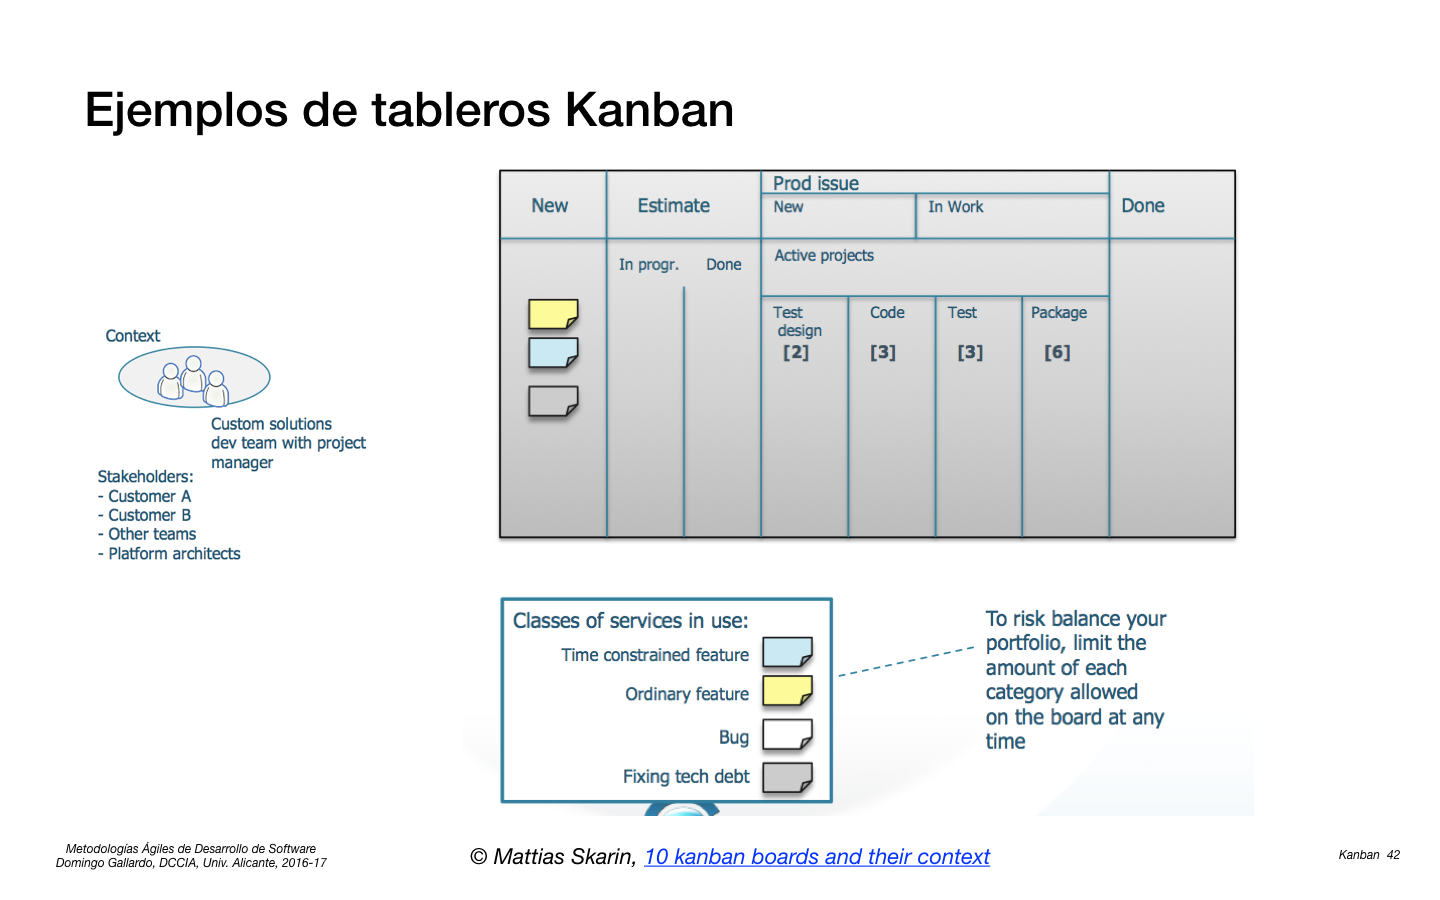 Ejemplos de tableros Kanban
Context
Custom solutions
dev team with project
manager
Stakeholders:
- Customer A
- Customer B
- Other teams
- Platform architects
New
Estimate
Prod issue
New
In Work
Done
In progr.
Done
Active projects
Test
design
[2]
Code
[3]
Test
[3]
Package
[6]
Classes of services in use:
Time constrained feature
Ordinary feature
Bug
Fixing tech debt
To risk balance your
portfolio, limit the
amount of each
category allowed
on the board at any
time
Metodologías Ágiles de Desarrollo de Software
Domingo Gallardo, DCCIA, Univ. Alicante, 2016-17
© Mattias Skarin, 10 kanban boards and their context
Kanban 42